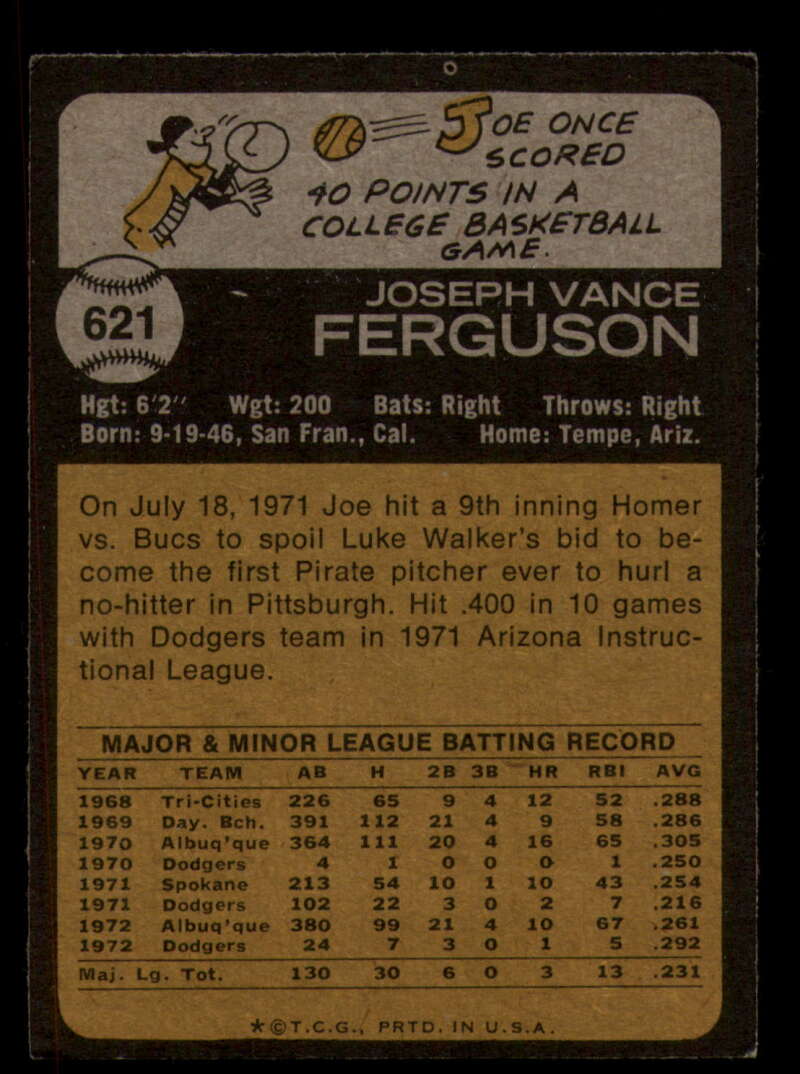 JOE ONCE
SCORED
40 POINTS IN A
COLLEGE BASKETBALL
GAME.
621
JOSEPH VANCE
FERGUSON
Hgt: 6'2" Wgt: 200 Bats: Right Throws: Right
Born: 9-19-46, San Fran., Cal. Home: Tempe, Ariz.
On July 18, 1971 Joe hit a 9th inning Homer
vs. Bucs to spoil Luke Walker's bid to be-
come the first Pirate pitcher ever to hurl a
no-hitter in Pittsburgh. Hit .400 in 10 games
with Dodgers team in 1971 Arizona Instruc-
tional League.
MAJOR & MINOR LEAGUE BATTING RECORD
YEAR TEAM AB H 2B 3B HR RBI AVG
1968 Tri-Cities 226 65 9 4 12 52 .288
1969 Day. Bch. 391 112 21 4 9 58 .286
1970 Albuq'que 364 111 20 4 16 65 .305
1970 Dodgers 4 1 0 0 0 1 .250
1971 Spokane 213 54 10 1 10 43 .254
1971 Dodgers 102 22 3 0 2 7 .216
1972 Albuq'que 380 99 21 4 10 67 .261
1972 Dodgers 24 7 3 0 1 5 .292
Maj. Lg. Tot. 130 30 6 0 3 13 .231
*©T.C.G., PRTD. IN U.S.A.